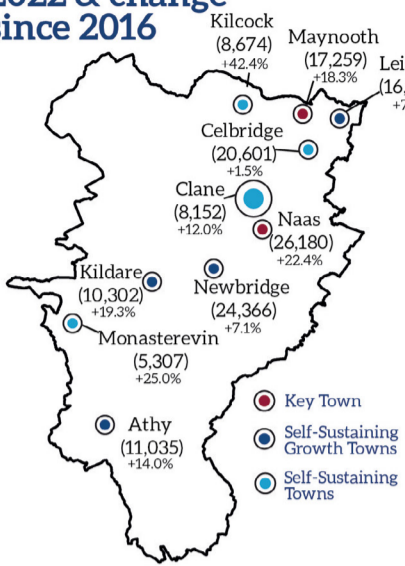 2022 & change
since 2016
Kilcock
(8,674)
+42.4%
Maynooth
(17,259)
+18.3%
Celbridge
(20,601)
+1.5%
Clane
(8,152)
+12.0%
Naas
(26,180)
+22.4%
Kildare
(10,302)
+19.3%
Newbridge
(24,366)
+7.1%
Monasterevin
(5,307)
+25.0%
Athy
(11,035)
+14.0%
Key Town
Self-Sustaining
Growth Towns
Self-Sustaining
Towns